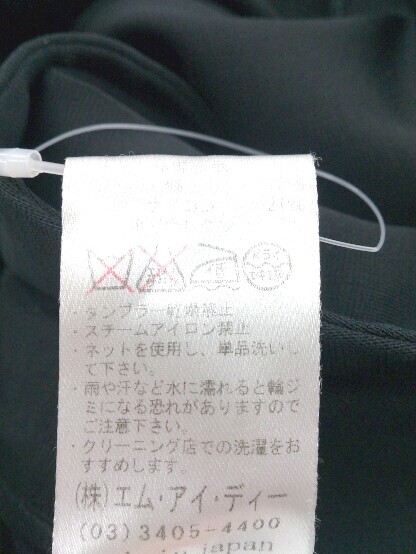 ドライ
・タンブラー乾燥禁止
・スチームアイロン禁止
・ネットを使用し、単品洗いし
て下さい。
・雨や汗など水に濡れると輪ジ
ミになる恐れがありますので
ご注意下さい。
・クリーニング店での洗濯をお
すすめします。
(株)エム・アイ・ディー
(03) 3405-4400
japan